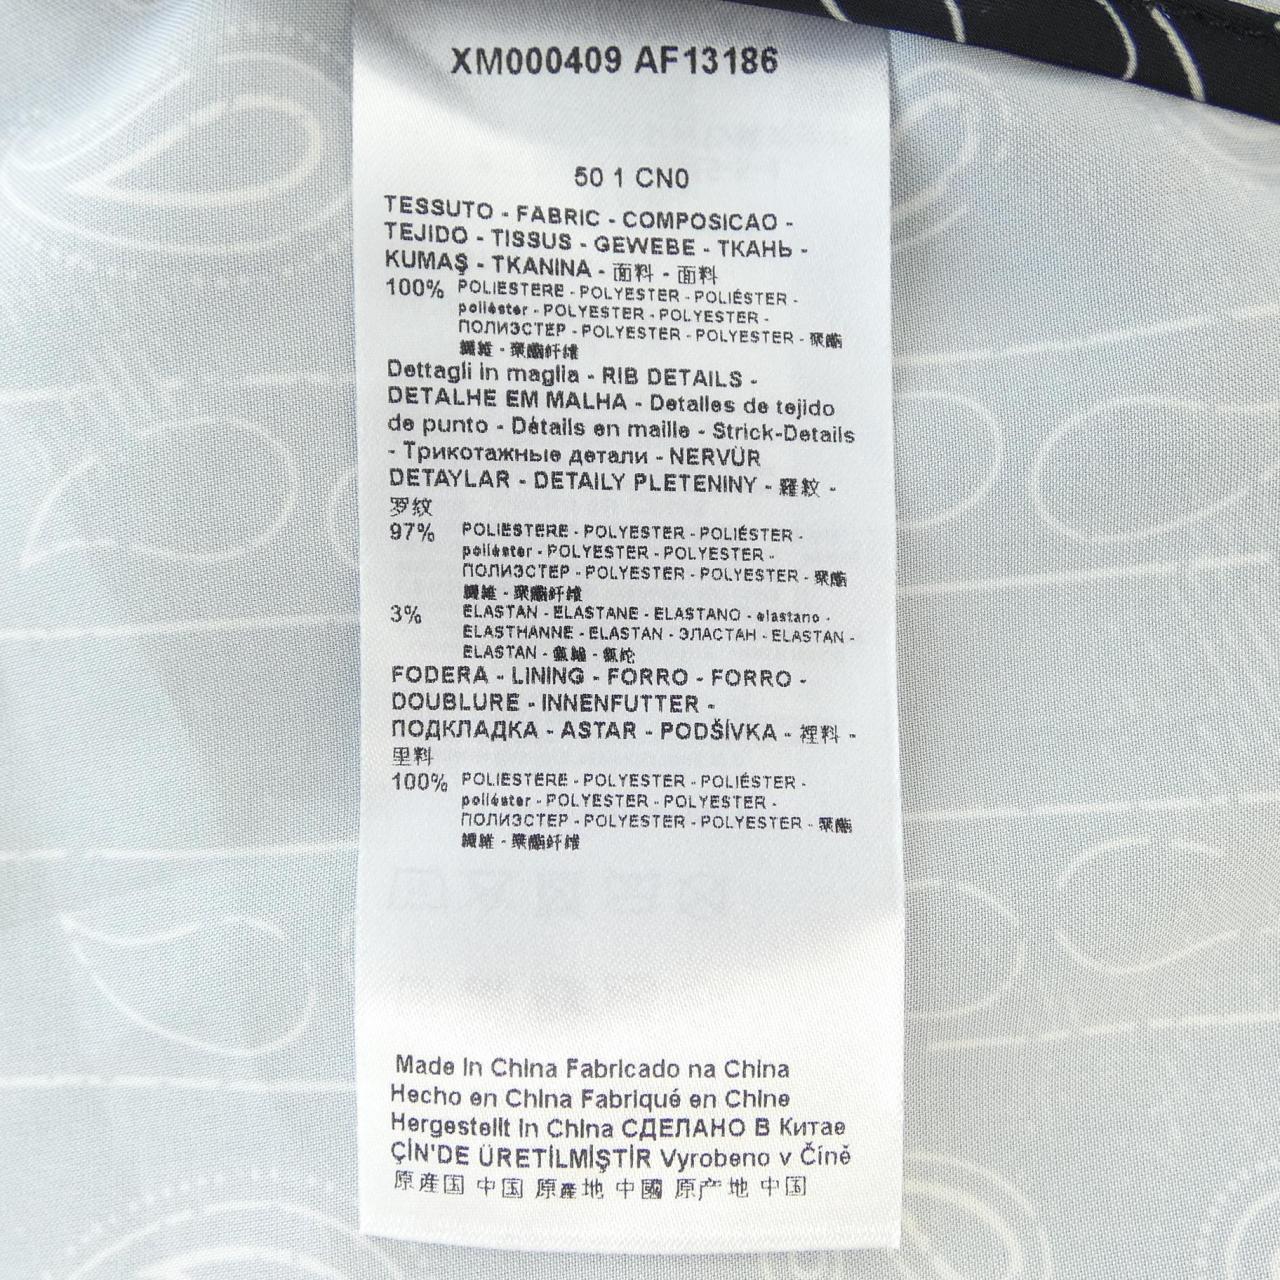 XM000409 AF13186
50 1 CN0
TESSUTO - FABRIC - COMPOSICAO -
TEJIDO - TISSUS - GEWEBE - ТКАНЬ -
KUMAŞ - TKANINA - 面料 - 面料
100% POLIESTERE - POLYESTER - POLIÉSTER -
poliéster - POLYESTER - POLYESTER -
ПОЛИЭСТЕР - POLYESTER - POLYESTER - 聚酯
纖維 - 聚酯纤维
Dettagli in maglia - RIB DETAILS -
DETALHE EM MALHA - Detalles de tejido
de punto - Détails en maille - Strick-Details
- Трикотажные детали - NERVÜR
DETAYLAR - DETAILY PLETENINY - 羅紋 -
罗纹
97% POLIESTERE - POLYESTER - POLIÉSTER -
poliéster - POLYESTER - POLYESTER -
ПОЛИЭСТЕР - POLYESTER - POLYESTER - 聚酯
纖維 - 聚酯纤维
3% ELASTAN - ELASTANE - ELASTANO - elastano -
ELASTHANNE - ELASTAN - ЭЛАСТАН - ELASTAN -
ELASTAN - 氨綸 - 氨纶
FODERA - LINING - FORRO - FORRO -
DOUBLURE - INNENFUTTER -
ПОДКЛАДКА - ASTAR - PODŠÍVKA - 裡料 -
里料
100% POLIESTERE - POLYESTER - POLIÉSTER -
poliéster - POLYESTER - POLYESTER -
ПОЛИЭСТЕР - POLYESTER - POLYESTER - 聚酯
纖維 - 聚酯纤维
Made in China Fabricado na China
Hecho en China Fabriqué en Chine
Hergestellt in China СДЕЛАНО В Китае
ÇİN'DE ÜRETİLMİŞTİR Vyrobeno v Číně
原産国 中国 原產地 中國 原产地 中国